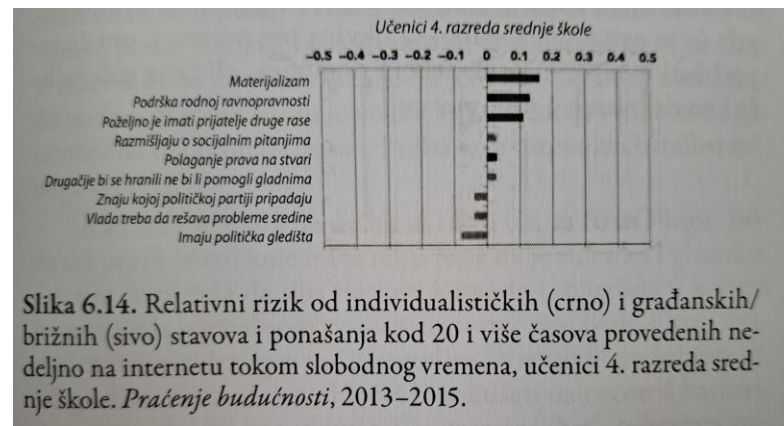 Učenici 4. razreda srednje škole
-0.5 -0.4 -0.3 -0.2 -0.1 0 0.1 0.2 0.3 0.4 0.5
Materijalizam
Podrška rodnoj ravnopravnosti
Poželjno je imati prijatelje druge rase
Razmišljaju o socijalnim pitanjima
Polaganje prava na stvari
Drugačije bi se hranili ne bi li pomogli gladnima
Znaju kojoj političkoj partiji pripadaju
Vlada treba da rešava probleme sredine
Imaju politička gledišta
Slika 6.14. Relativni rizik od individualističkih (crno) i građanskih/
brižnih (sivo) stavova i ponašanja kod 20 i više časova provedenih ne-
deljno na internetu tokom slobodnog vremena, učenici 4. razreda sred-
nje škole. Praćenje budućnosti, 2013–2015.